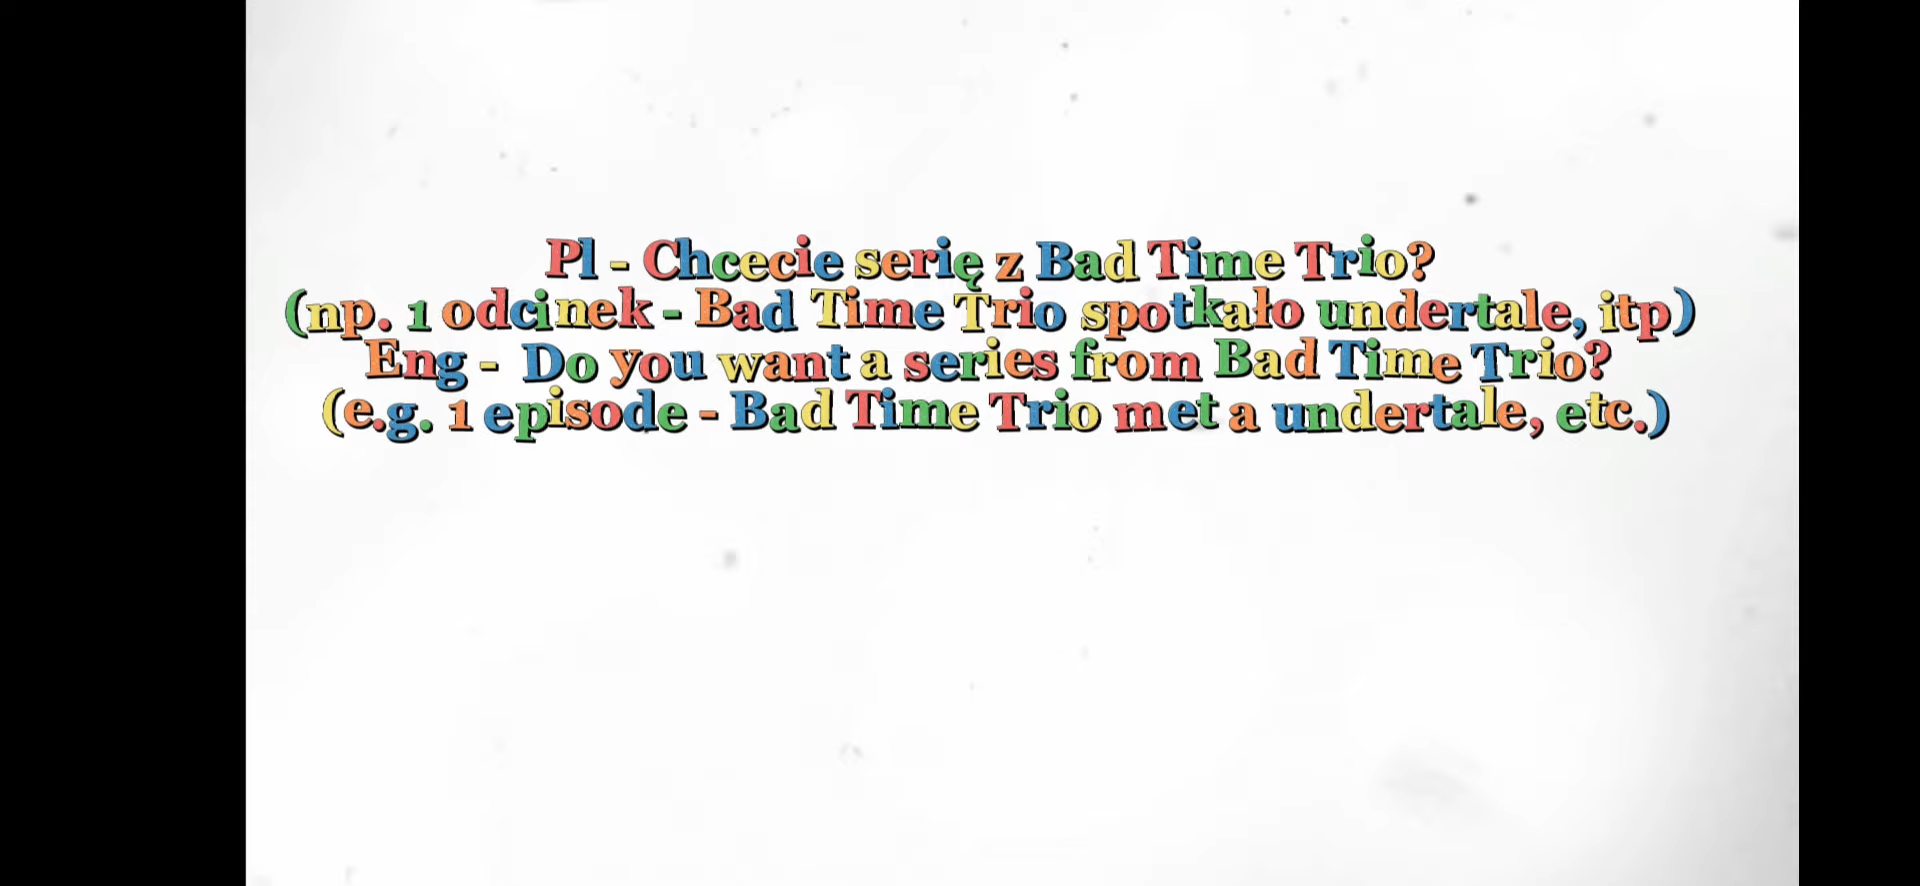 Pl - Chcecie serię z Bad Time Trio?
(np. 1 odcinek - Bad Time Trio spotkało undertale, itp)
Eng - Do you want a series from Bad Time Trio?
(e.g. 1 episode - Bad Time Trio met a undertale, etc.)